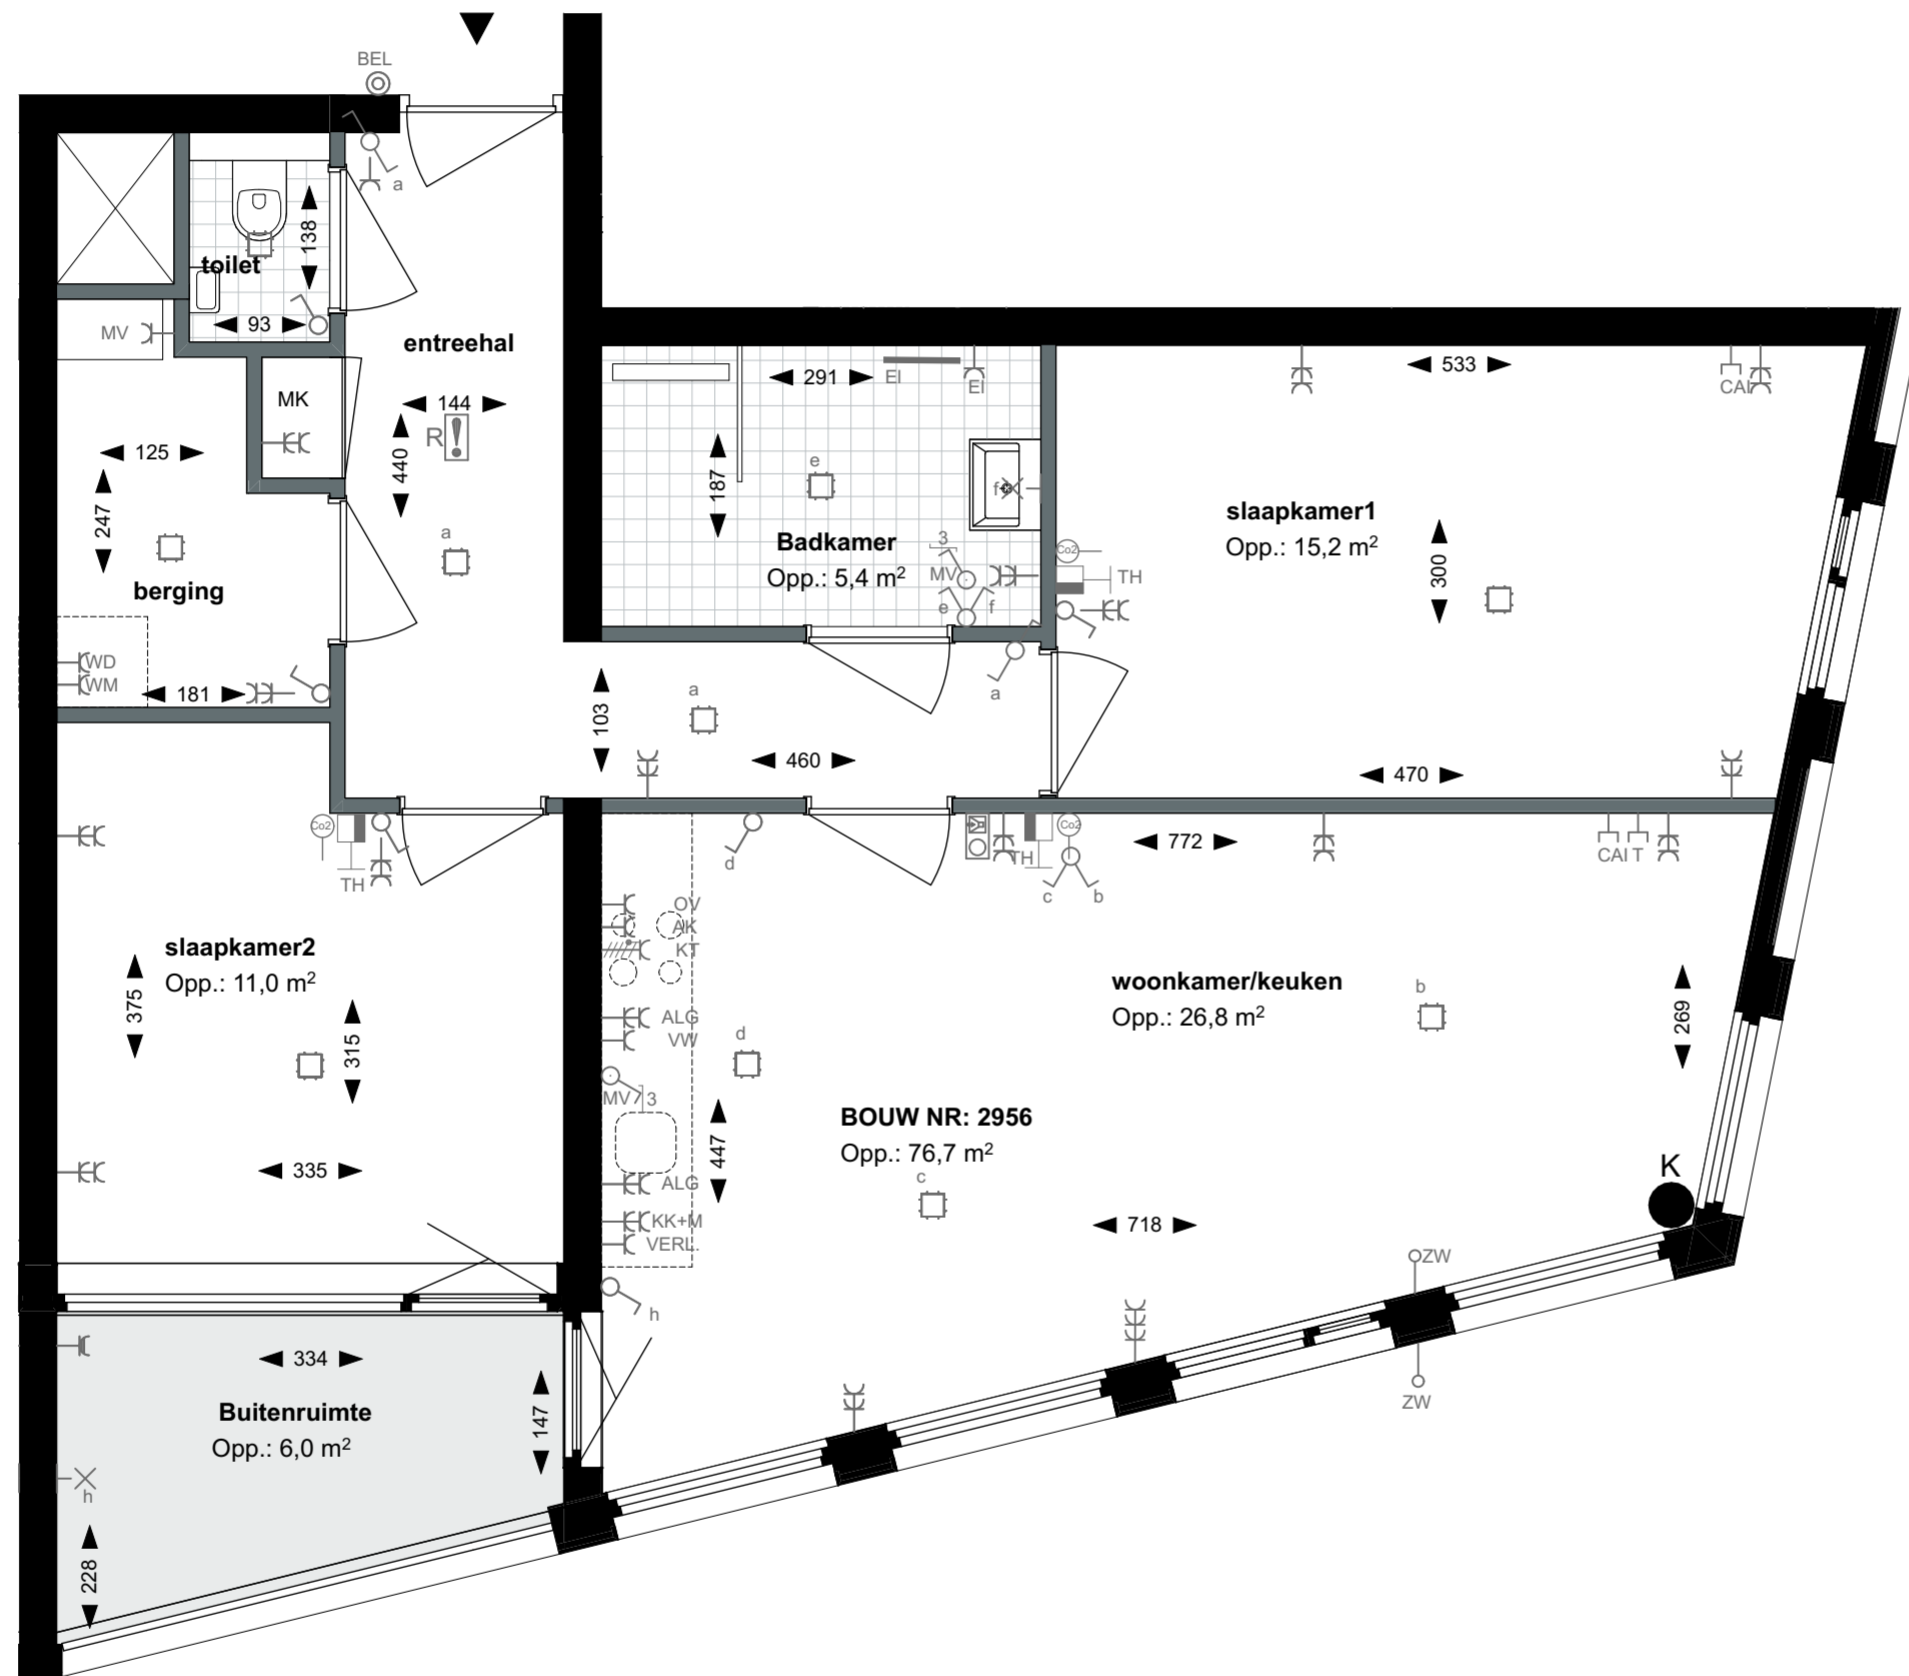 BEL
a
toilet
138
93
MV
entreehal
MK
144
R
440
a
125
247
berging
WD
WM
181
291
EI
EI
187
e
f
Badkamer
Opp.: 5,4 m²
3
MV
e
f
533
CAI
slaapkamer1
Opp.: 15,2 m²
300
Co2
TH
a
a
103
460
470
Co2
TH
d
TH
Co2
c
b
772
CAI
T
OV
AK
KT
ALG
VW
MV
3
ALG
KK+M
VERL.
h
slaapkamer2
Opp.: 11,0 m²
375
315
335
woonkamer/keuken
Opp.: 26,8 m²
b
269
d
447
BOUW NR: 2956
Opp.: 76,7 m²
c
K
718
ZW
ZW
334
Buitenruimte
Opp.: 6,0 m²
147
h
228